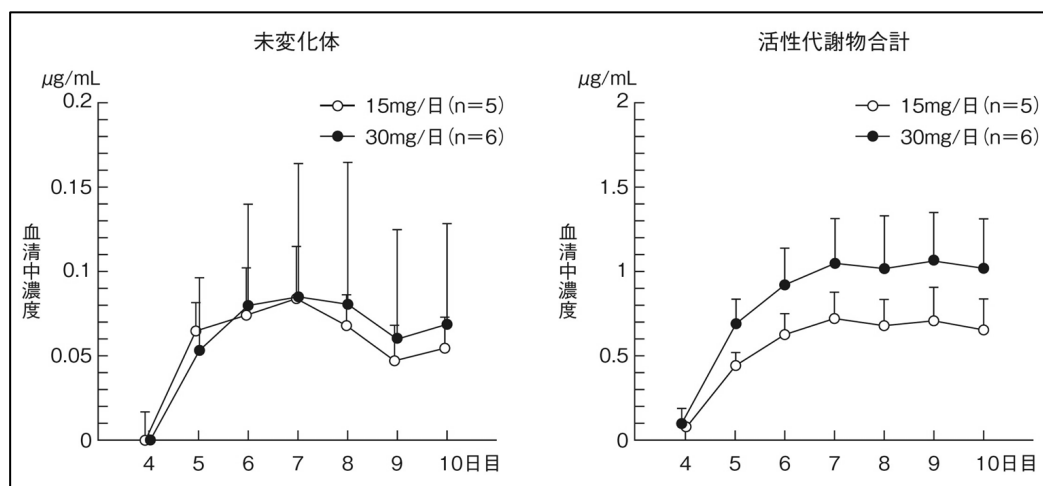 未変化体
μg/mL
0.2
15mg/日(n=5)
30mg/日(n=6)
0.15
血清中濃度
0.1
0.05
0
4 5 6 7 8 9 10日目
活性代謝物合計
μg/mL
2
15mg/日(n=5)
30mg/日(n=6)
1.5
血清中濃度
1
0.5
0
4 5 6 7 8 9 10日目